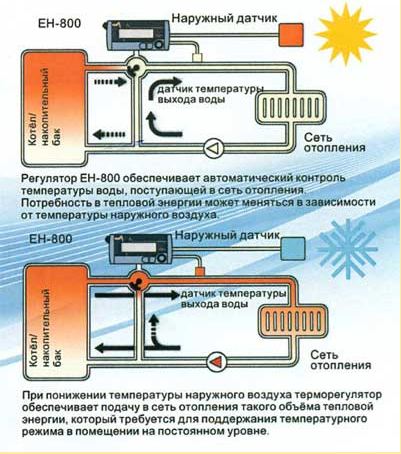 ЕН-800
Наружный датчик
датчик температуры
выхода воды
Котёл/
накопительный
бак
Сеть
отопления
Регулятор ЕН-800 обеспечивает автоматический контроль
температуры воды, поступающей в сеть отопления.
Потребность в тепловой энергии может меняться в зависимости
от температуры наружного воздуха.
ЕН-800
Наружный датчик
датчик температуры
выхода воды
Котёл/
накопительный
бак
Сеть
отопления
При понижении температуры наружного воздуха терморегулятор
обеспечивает подачу в сеть отопления такого объёма тепловой
энергии, который требуется для поддержания температурного
режима в помещении на постоянном уровне.